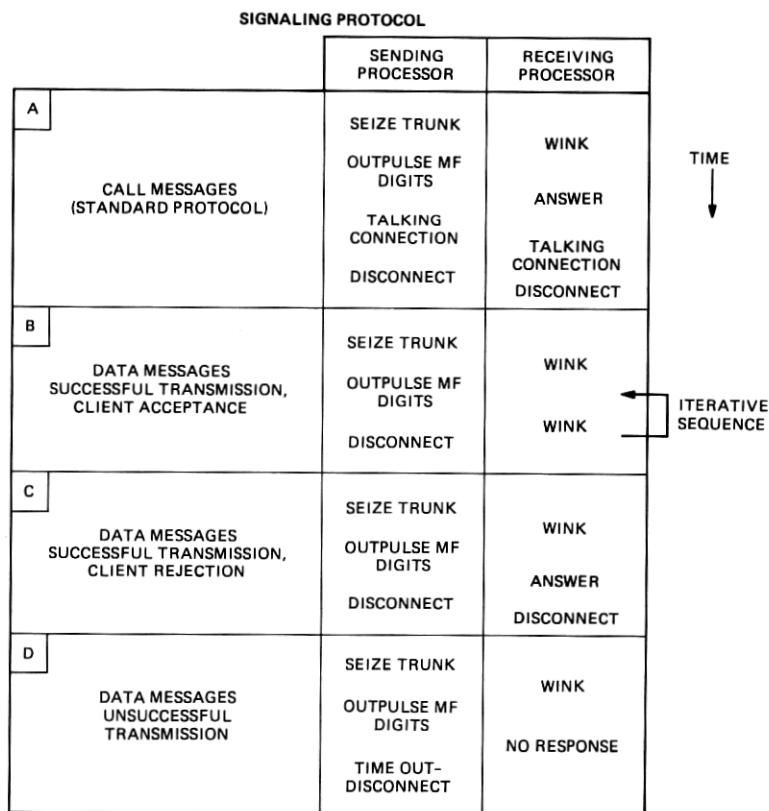 SIGNALING PROTOCOL
SENDING
PROCESSOR
RECEIVING
PROCESSOR
A
CALL MESSAGES
(STANDARD PROTOCOL)
SEIZE TRUNK
OUTPULSE MF
DIGITS
TALKING
CONNECTION
DISCONNECT
WINK
ANSWER
TALKING
CONNECTION
DISCONNECT
TIME
B
DATA MESSAGES
SUCCESSFUL TRANSMISSION,
CLIENT ACCEPTANCE
SEIZE TRUNK
OUTPULSE MF
DIGITS
DISCONNECT
WINK
WINK
ITERATIVE
SEQUENCE
C
DATA MESSAGES
SUCCESSFUL TRANSMISSION,
CLIENT REJECTION
SEIZE TRUNK
OUTPULSE MF
DIGITS
DISCONNECT
WINK
ANSWER
DISCONNECT
D
DATA MESSAGES
UNSUCCESSFUL
TRANSMISSION
SEIZE TRUNK
OUTPULSE MF
DIGITS
TIME OUT-
DISCONNECT
WINK
NO RESPONSE